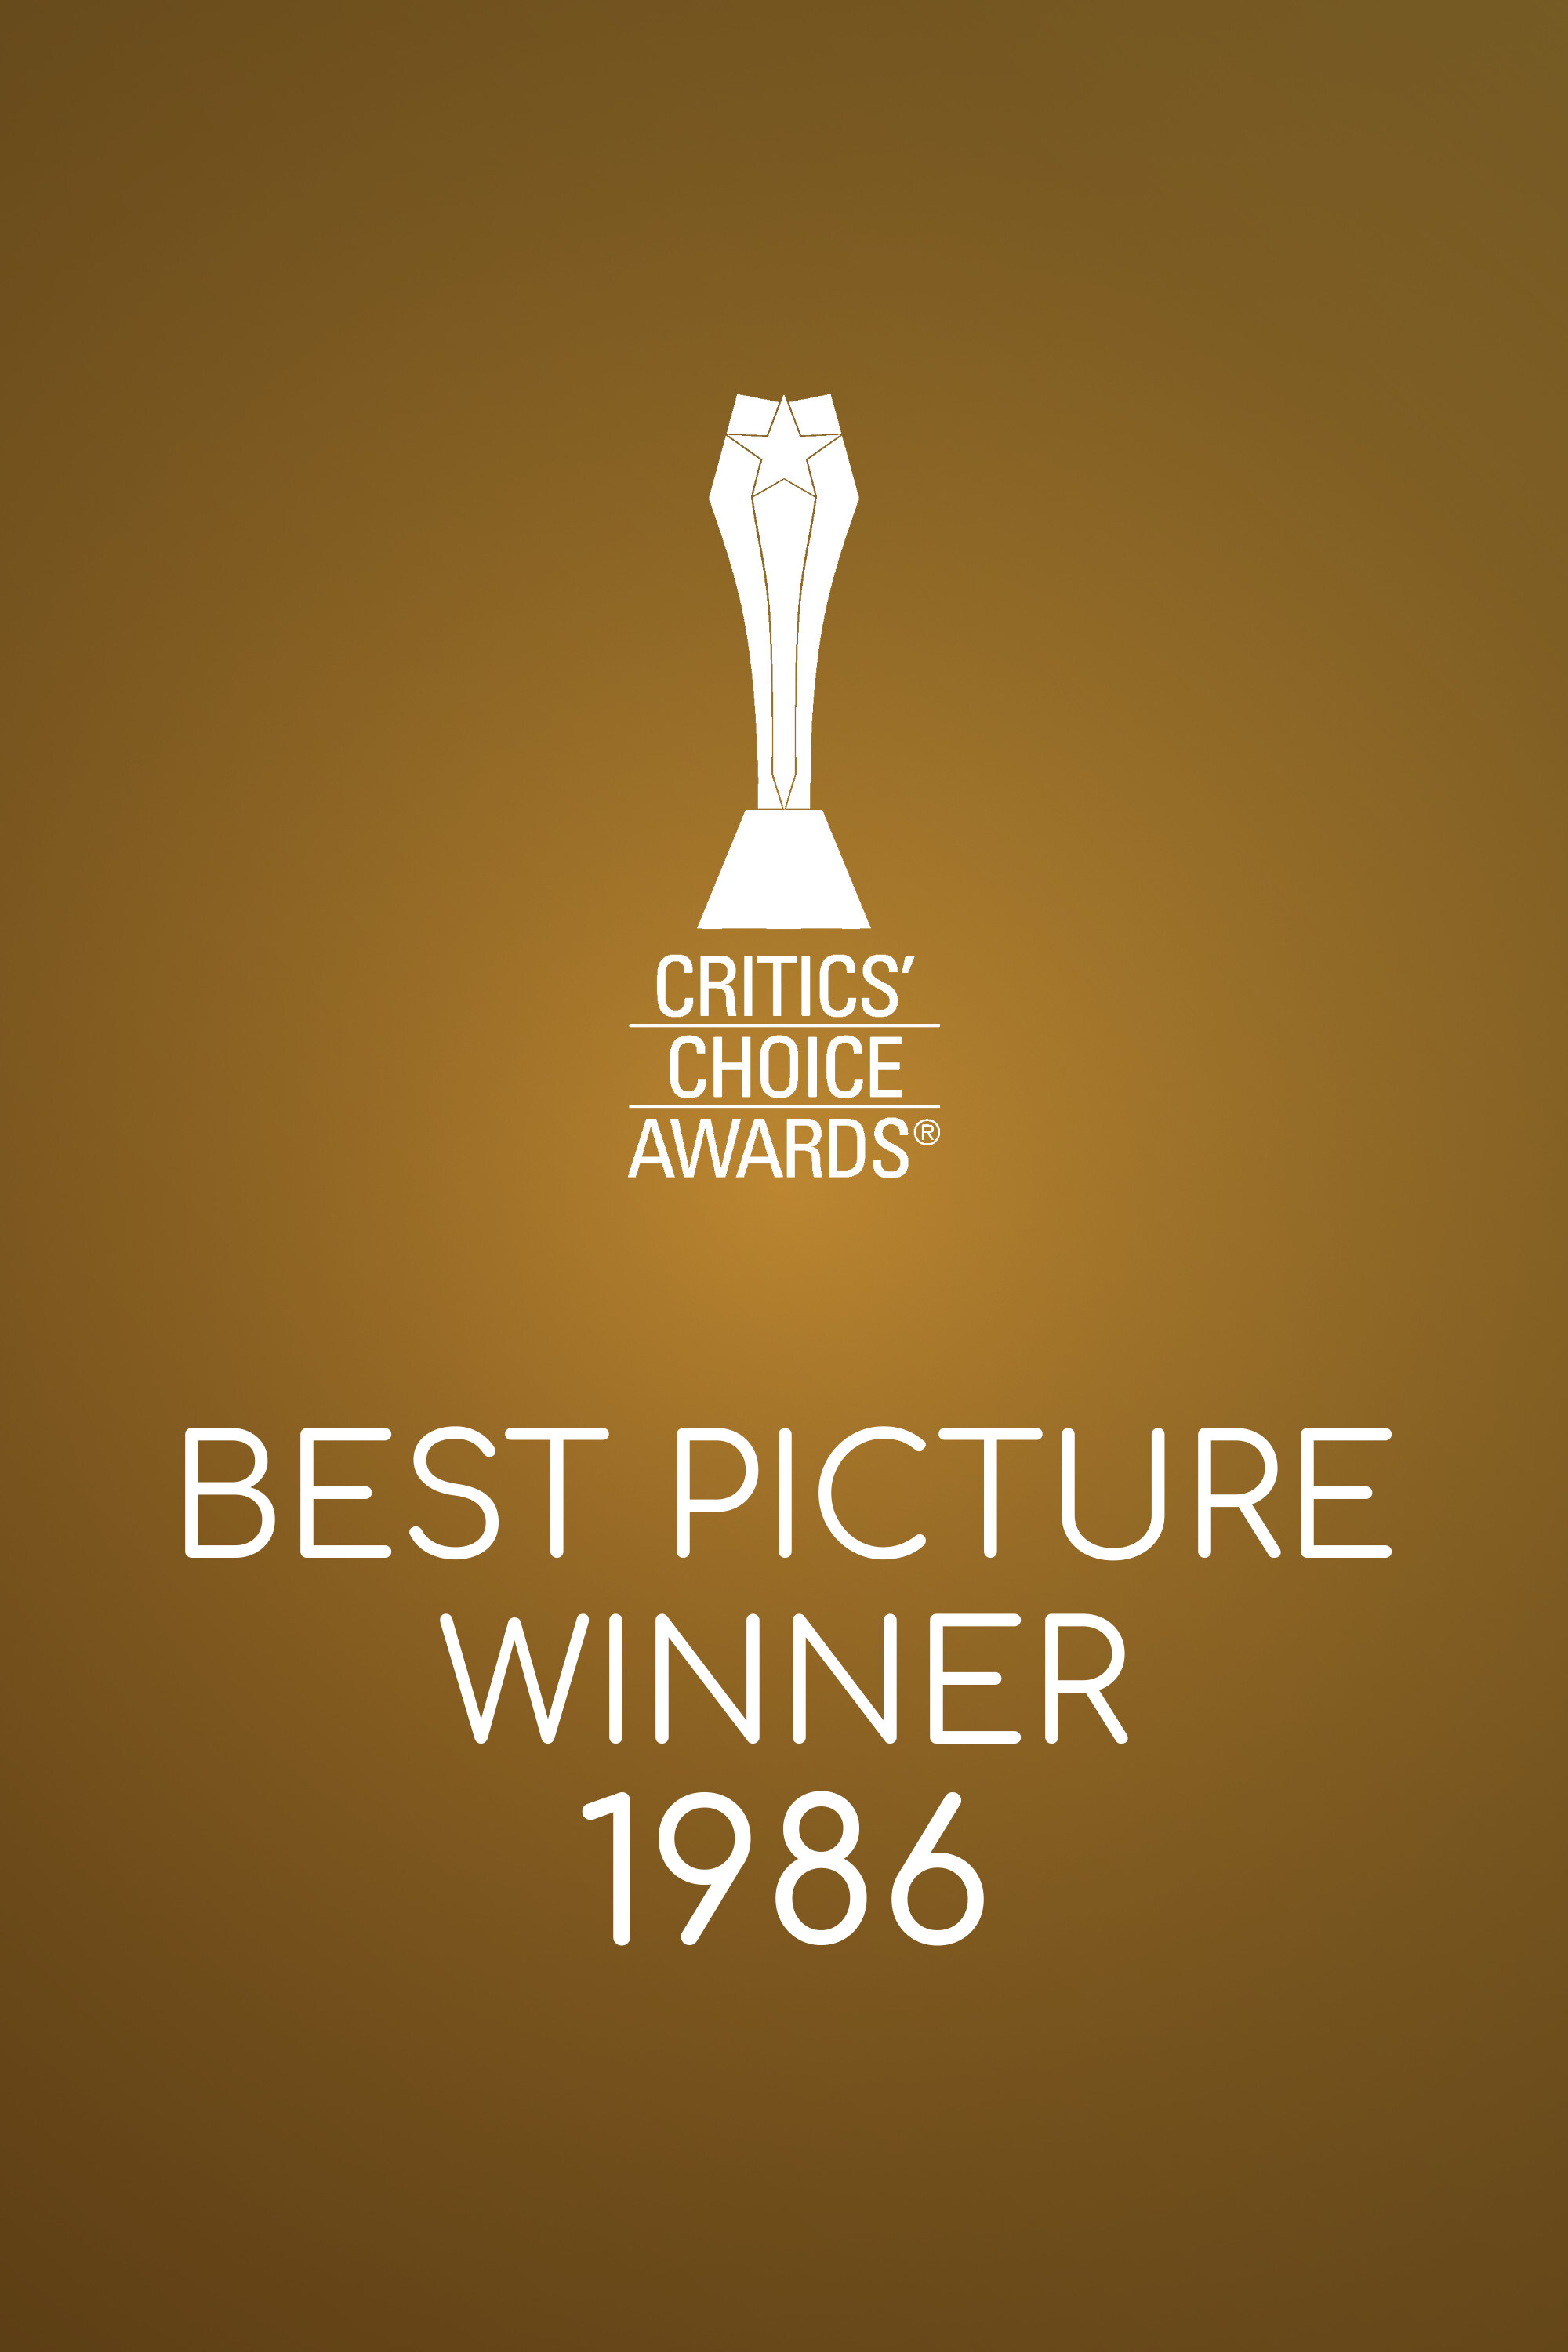 CRITICS'
CHOICE
AWARDS®
BEST PICTURE
WINNER
1986